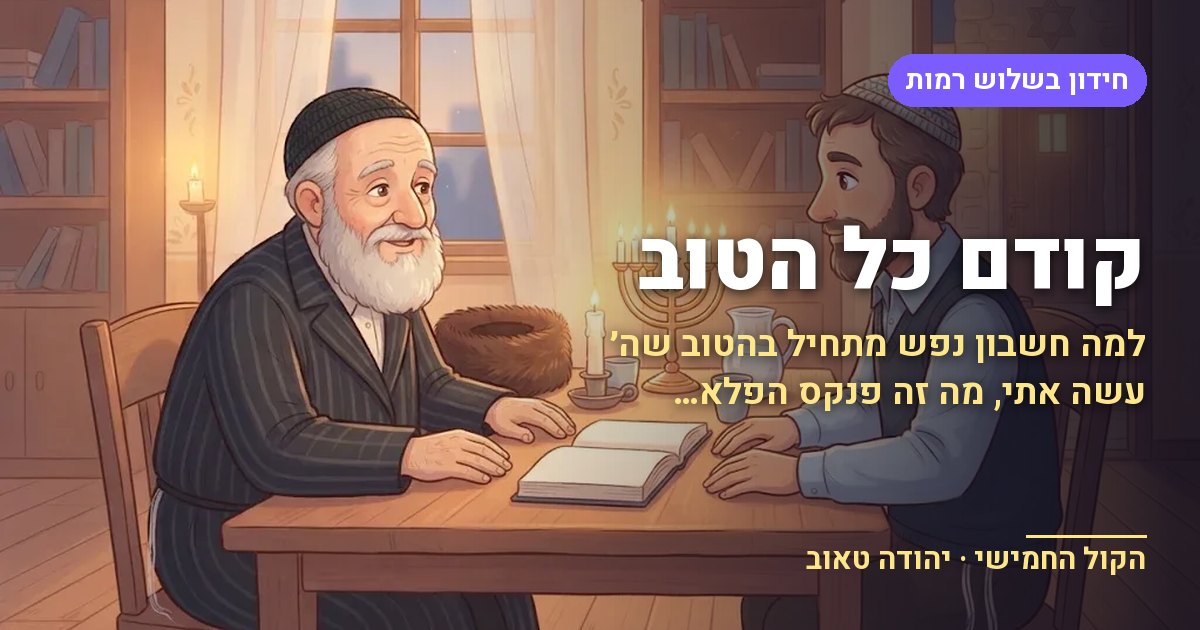 חידון בשלוש רמות
קודם כל הטוב
למה חשבון נפש מתחיל בהטוב שה׳
עשה אתי, מה זה פנקס הפלא...
הקול החמישי · יהודה טאוב